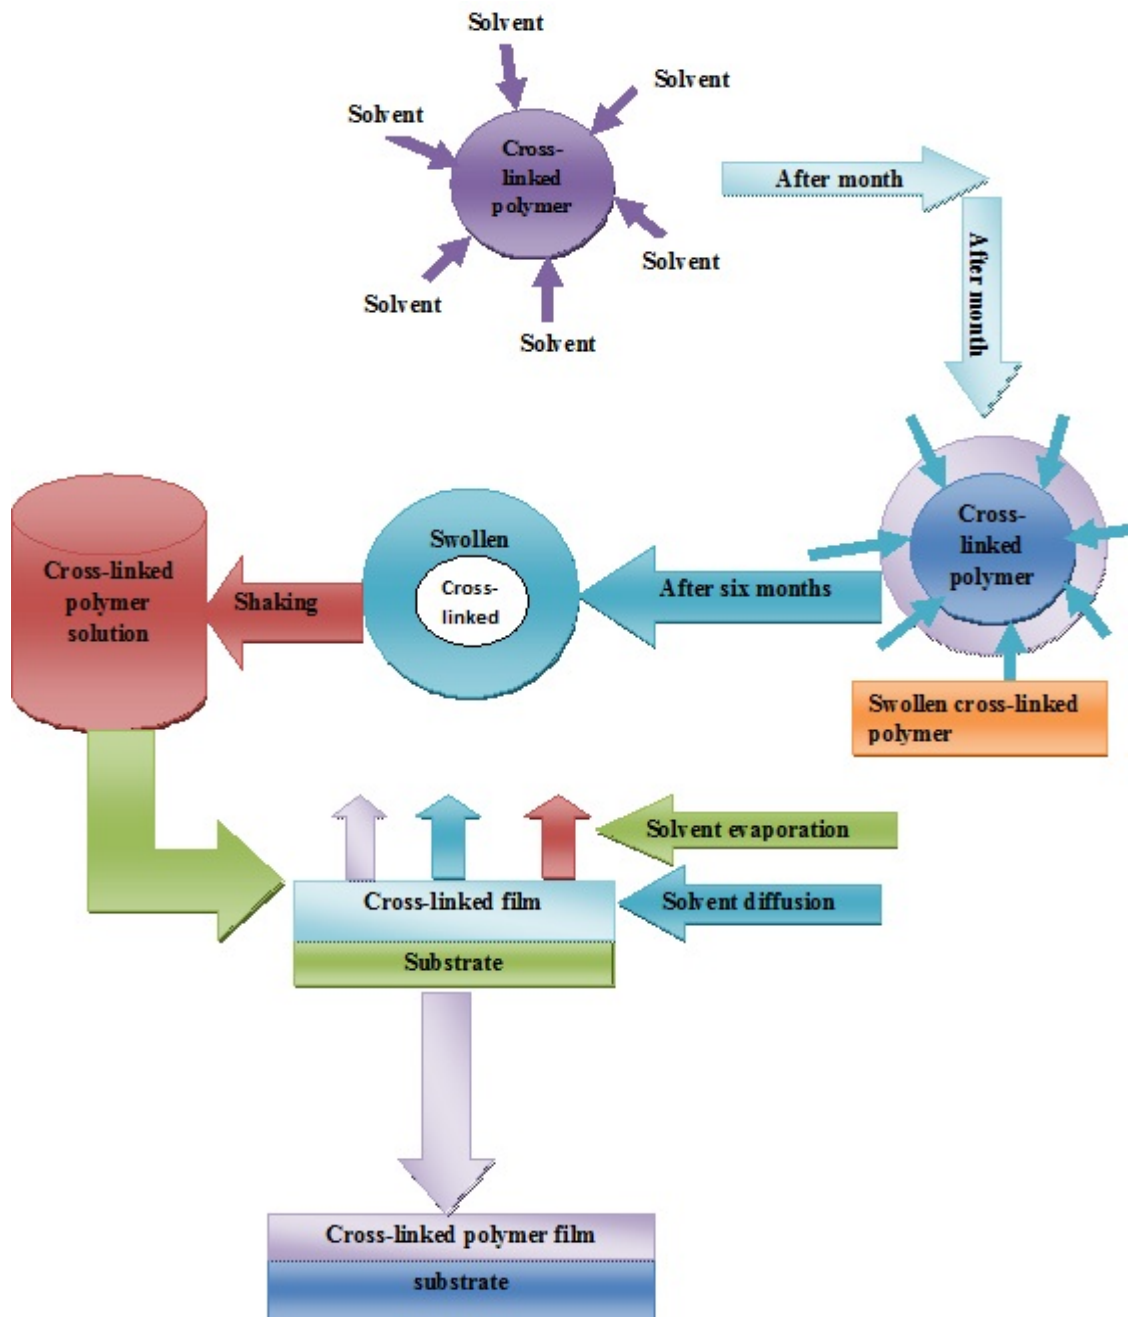 Solvent
Solvent
Solvent
Cross-
linked
polymer
Solvent
Solvent
Solvent
After month
After month
Cross-
linked
polymer
Swollen cross-linked
polymer
After six months
Swollen
Cross-
linked
Shaking
Cross-linked
polymer
solution
Solvent evaporation
Solvent diffusion
Cross-linked film
Substrate
Cross-linked polymer film
substrate